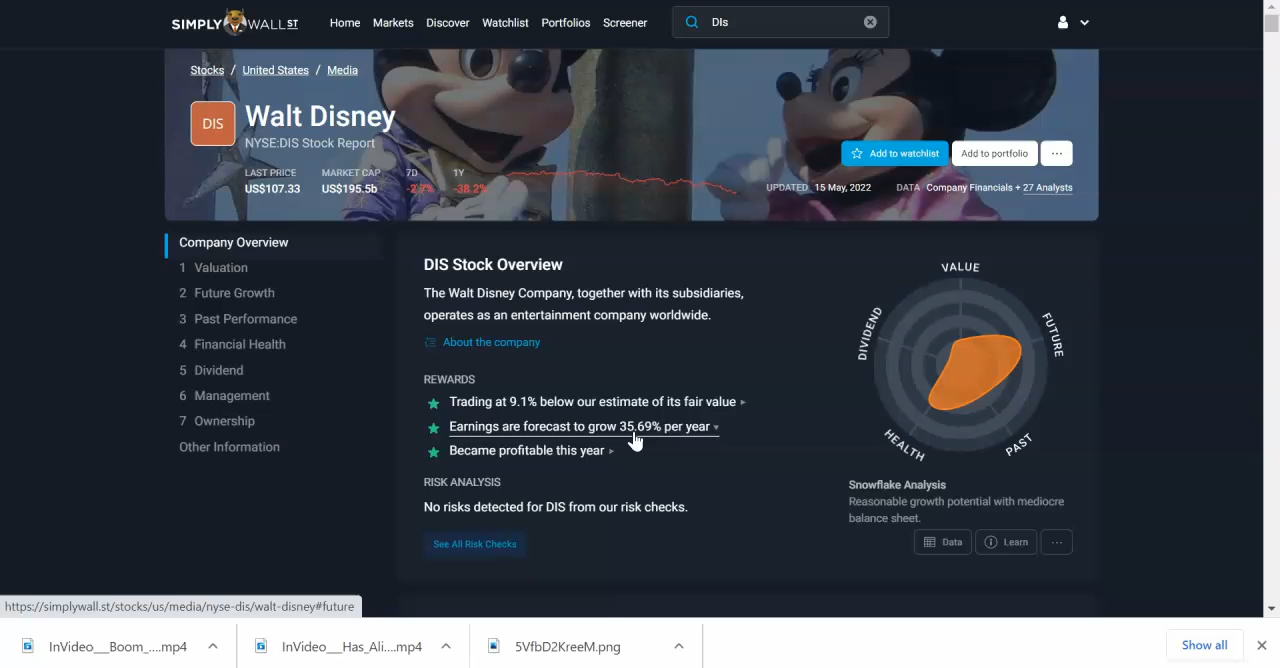 SIMPLY WALL ST
Home Markets Discover Watchlist Portfolios Screener
DIs
Stocks / United States / Media
DIS
Walt Disney
NYSE:DIS Stock Report
Add to watchlist
Add to portfolio
...
LAST PRICE MARKET CAP 7D 1Y
US$107.33 US$195.5b -2.7% -38.2%
UPDATED 15 May, 2022 DATA Company Financials + 27 Analysts
Company Overview
1 Valuation
2 Future Growth
3 Past Performance
4 Financial Health
5 Dividend
6 Management
7 Ownership
Other Information
DIS Stock Overview
The Walt Disney Company, together with its subsidiaries,
operates as an entertainment company worldwide.
About the company
REWARDS
Trading at 9.1% below our estimate of its fair value
Earnings are forecast to grow 35.69% per year
Became profitable this year
RISK ANALYSIS
No risks detected for DIS from our risk checks.
See All Risk Checks
VALUE
FUTURE
PAST
HEALTH
DIVIDEND
Snowflake Analysis
Reasonable growth potential with mediocre
balance sheet.
Data
Learn
...
https://simplywall.st/stocks/us/media/nyse-dis/walt-disney#future
InVideo___Boom_....mp4
InVideo___Has_Ali....mp4
5VfbD2KreeM.png
Show all